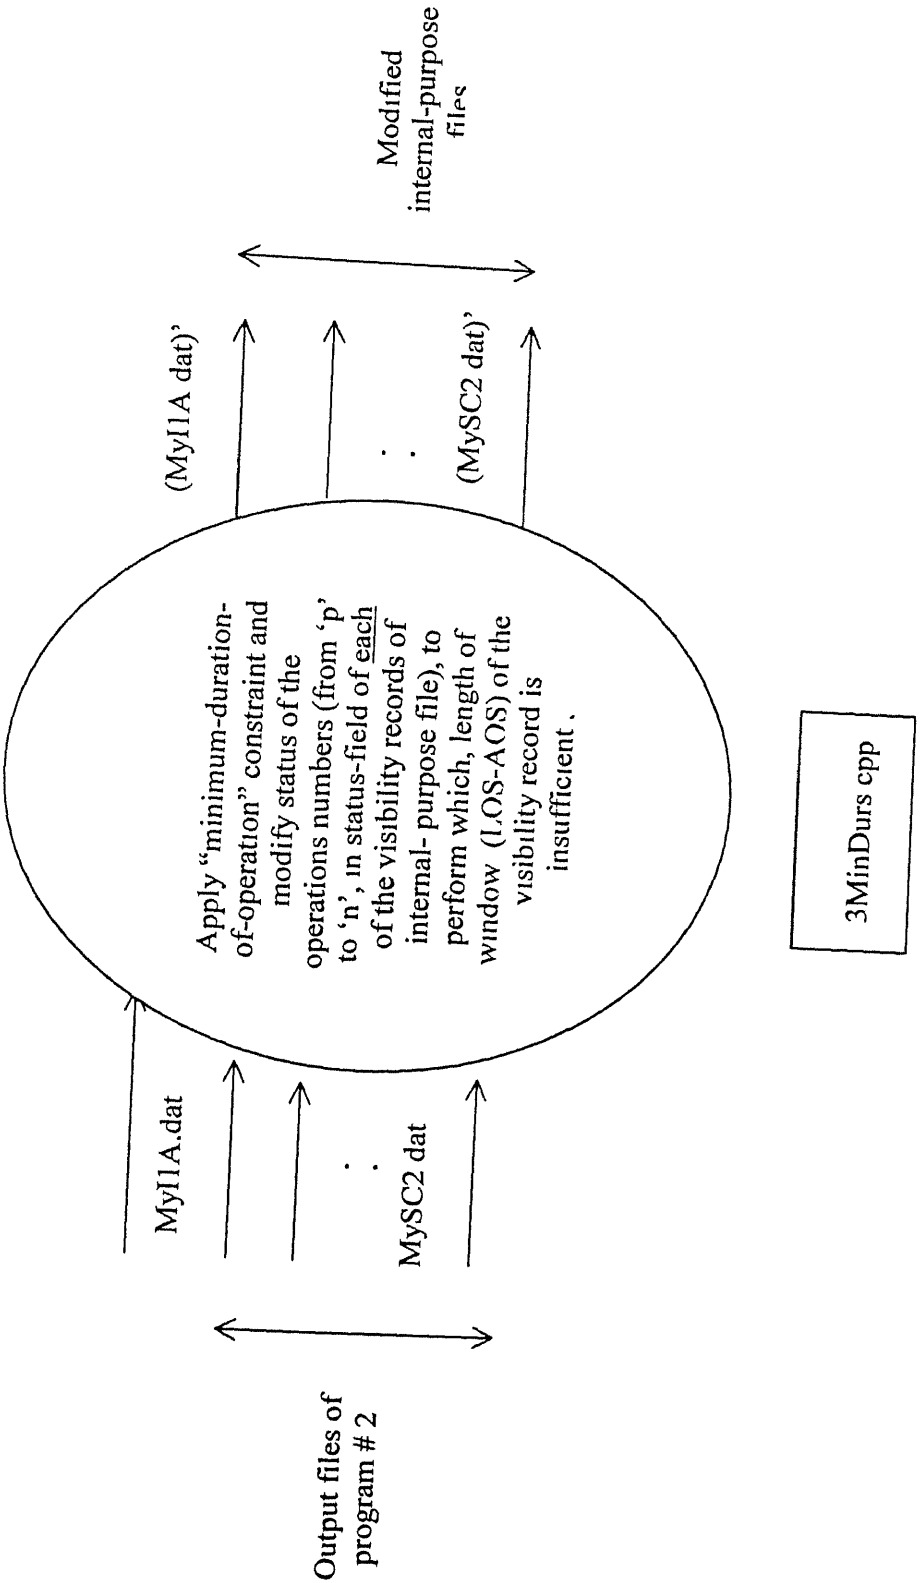 Output files of
program # 2
MyI1A.dat
MySC2 dat
Apply “minimum-duration-
of-operation” constraint and
modify status of the
operations numbers (from ‘p’
to ‘n’, in status-field of each
of the visibility records of
internal- purpose file), to
perform which, length of
window (LOS-AOS) of the
visibility record is
insufficient.
(MyI1A dat)’
(MySC2 dat)’
Modified
internal-purpose
files
3MinDurs cpp